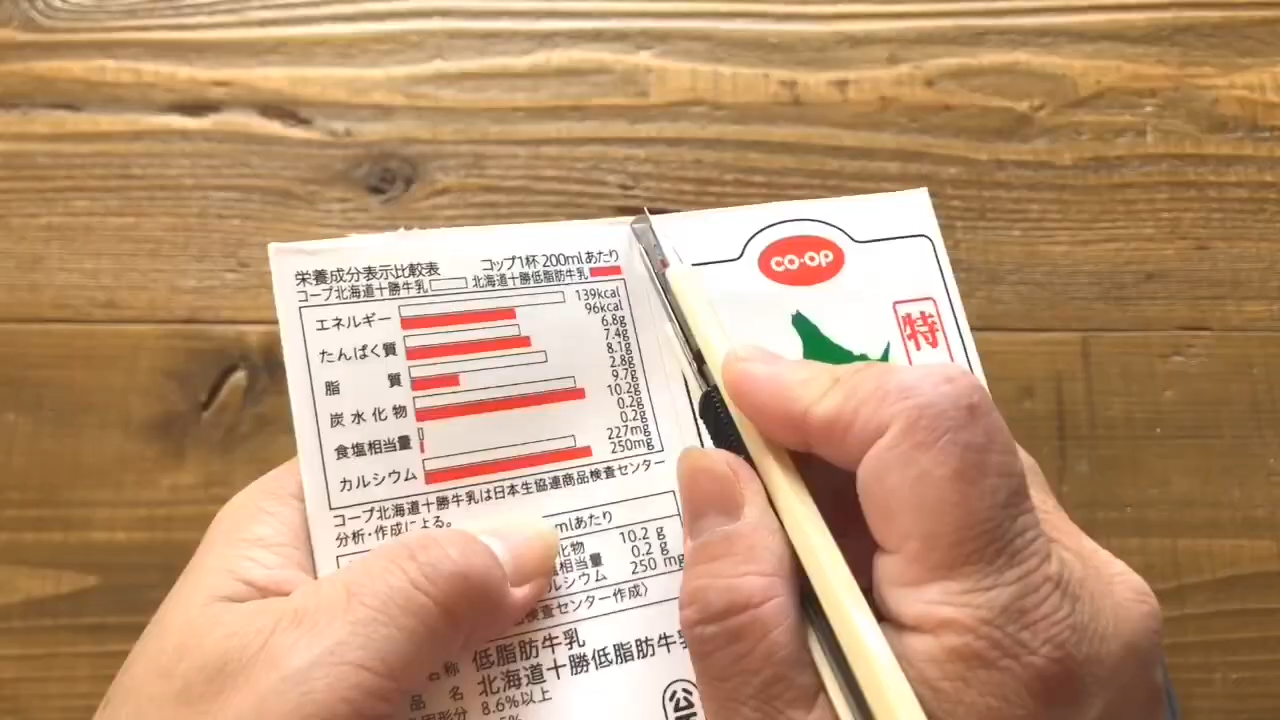 栄養成分表示比較表 コップ1杯 200mlあたり
コープ北海道十勝牛乳 北海道十勝低脂肪牛乳
エネルギー 139kcal
96kcal
たんぱく質 6.8g
7.4g
脂質 8.1g
2.8g
炭水化物 9.7g
10.2g
食塩相当量 0.2g
0.2g
カルシウム 227mg
250mg
コープ北海道十勝牛乳は日本生協連商品検査センター
分析・作成による。
mlあたり
化物 10.2 g
相当量 0.2 g
ルシウム 250 mg
検査センター作成）
称 低脂肪牛乳
品名 北海道十勝低脂肪牛乳
形分 8.6%以上
公
co·op
特